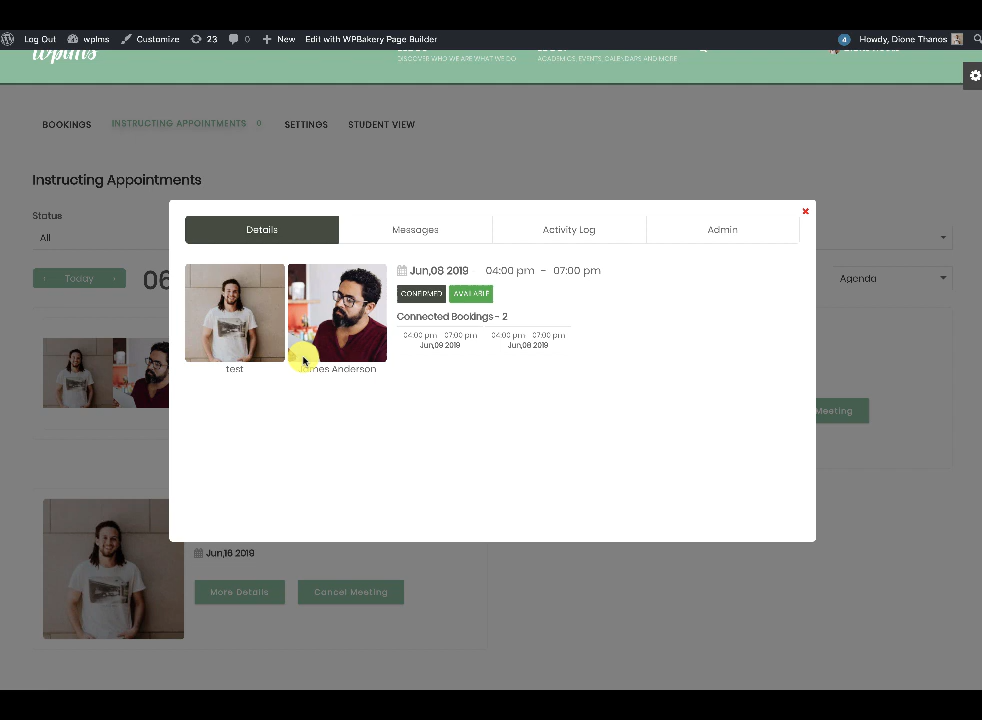 Log Out wplms Customize 23 0 New Edit with WPBakery Page Builder 4 Howdy, Dione Thanos
wplms
DISCOVER WHO WE ARE WHAT WE DO ACADEMICS, EVENTS, CALENDARS AND MORE
BOOKINGS INSTRUCTING APPOINTMENTS 0 SETTINGS STUDENT VIEW
Instructing Appointments
Status
All
Today 06 Agenda
Details Messages Activity Log Admin
Jun,08 2019 04:00 pm - 07:00 pm
CONFIRMED AVAILABLE
Connected Bookings - 2
04:00 pm - 07:00 pm 04:00 pm - 07:00 pm
Jun,09 2019 Jun,08 2019
test James Anderson
Meeting
Jun,16 2019
More Details Cancel Meeting